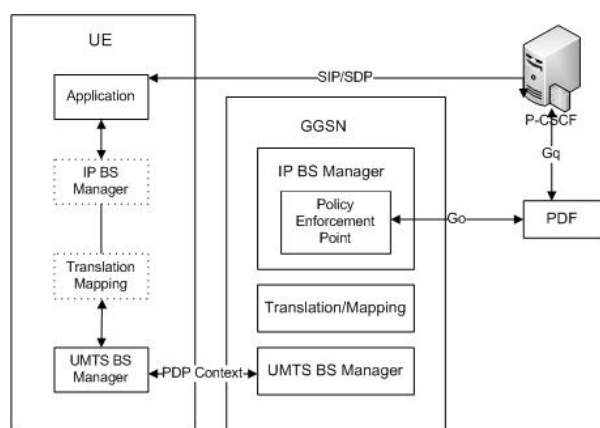 UE
Application
IP BS
Manager
Translation
Mapping
UMTS BS
Manager
SIP/SDP
GGSN
IP BS Manager
Policy
Enforcement
Point
Translation/Mapping
UMTS BS Manager
PDP Context
P-CSCF
Gq
Go
PDF